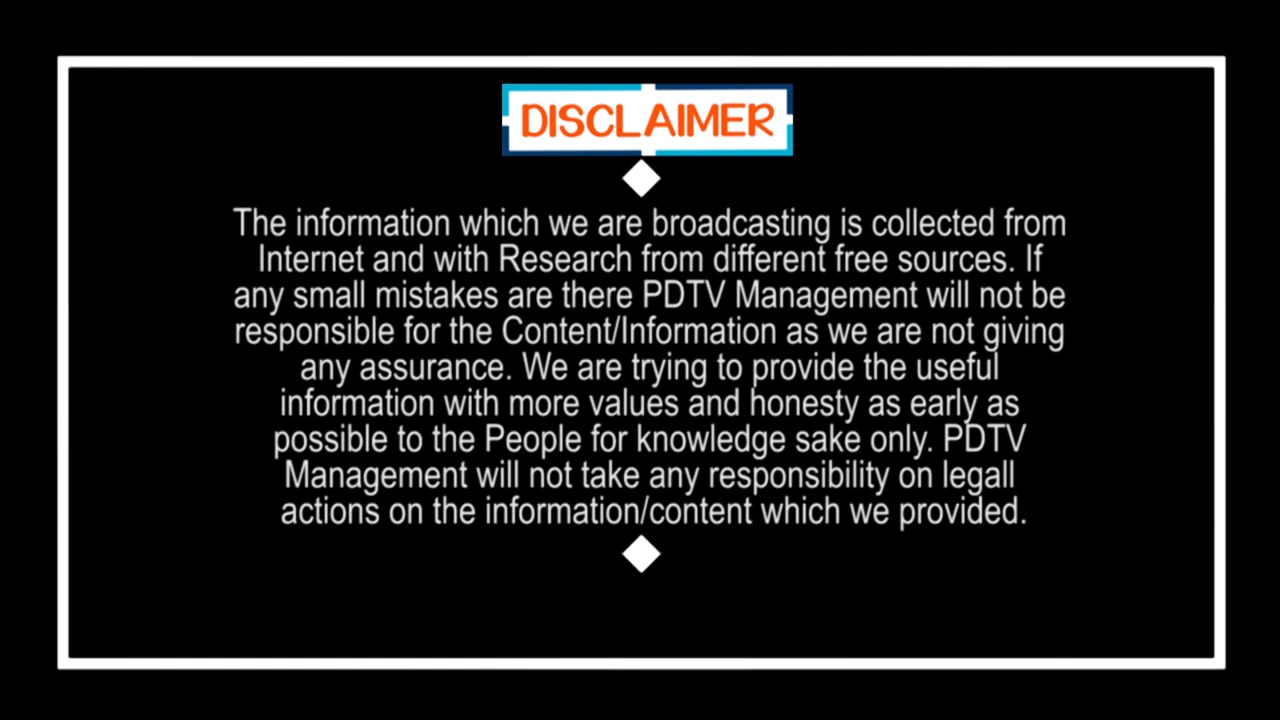 DISCLAIMER
The information which we are broadcasting is collected from
Internet and with Research from different free sources. If
any small mistakes are there PDTV Management will not be
responsible for the Content/Information as we are not giving
any assurance. We are trying to provide the useful
information with more values and honesty as early as
possible to the People for knowledge sake only. PDTV
Management will not take any responsibility on legall
actions on the information/content which we provided.